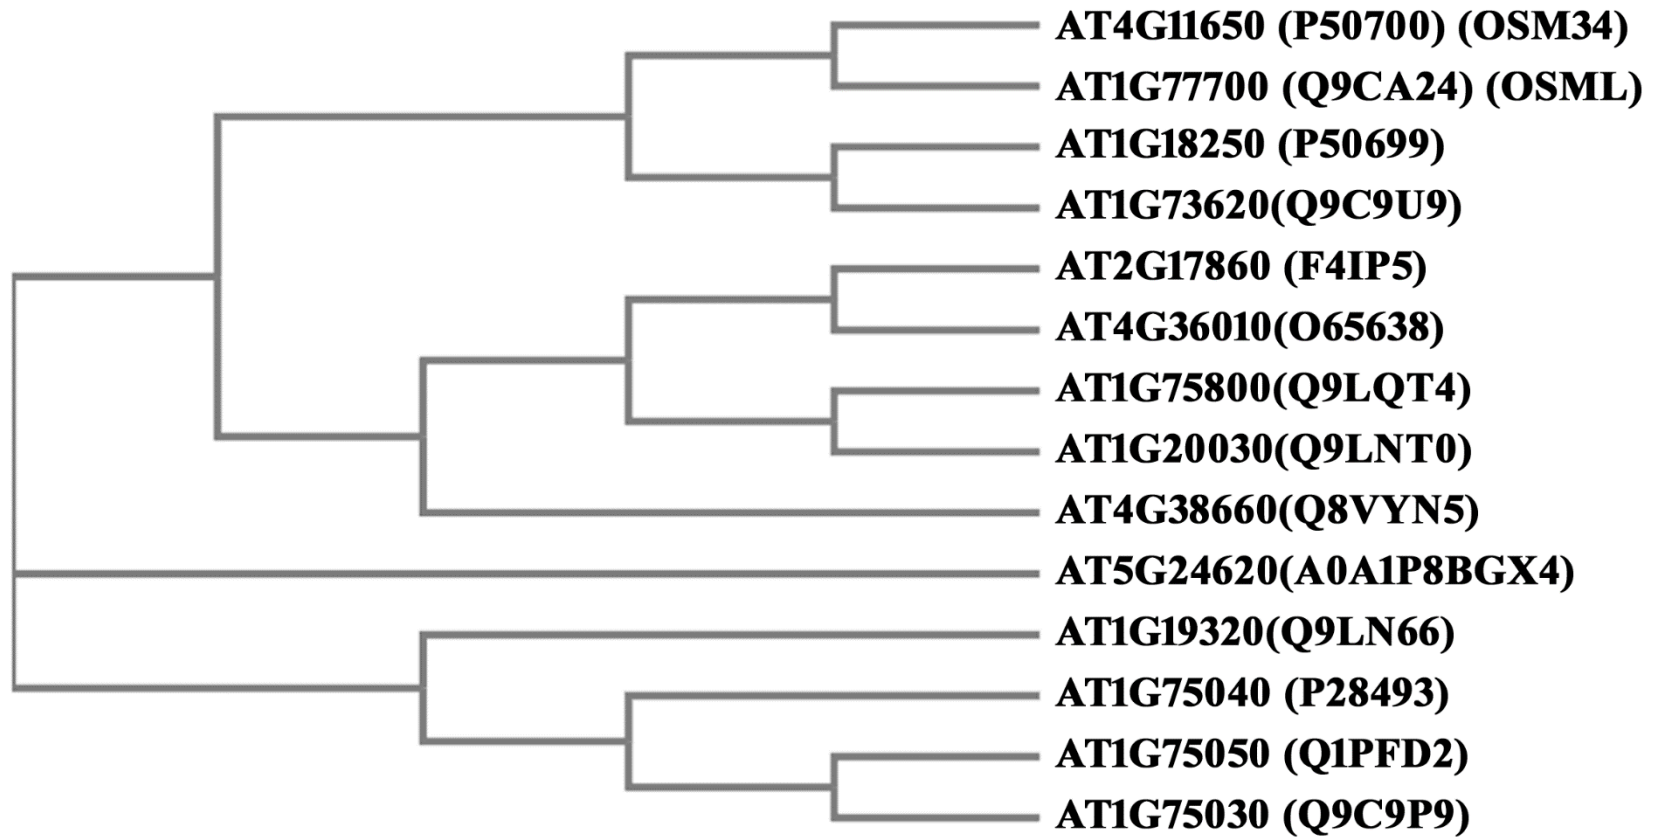 AT4G11650 (P50700) (OSM34)
AT1G77700 (Q9CA24) (OSML)
AT1G18250 (P50699)
AT1G73620(Q9C9U9)
AT2G17860 (F4IP5)
AT4G36010(O65638)
AT1G75800(Q9LQT4)
AT1G20030(Q9LNT0)
AT4G38660(Q8VYN5)
AT5G24620(A0A1P8BGX4)
AT1G19320(Q9LN66)
AT1G75040 (P28493)
AT1G75050 (Q1PFD2)
AT1G75030 (Q9C9P9)